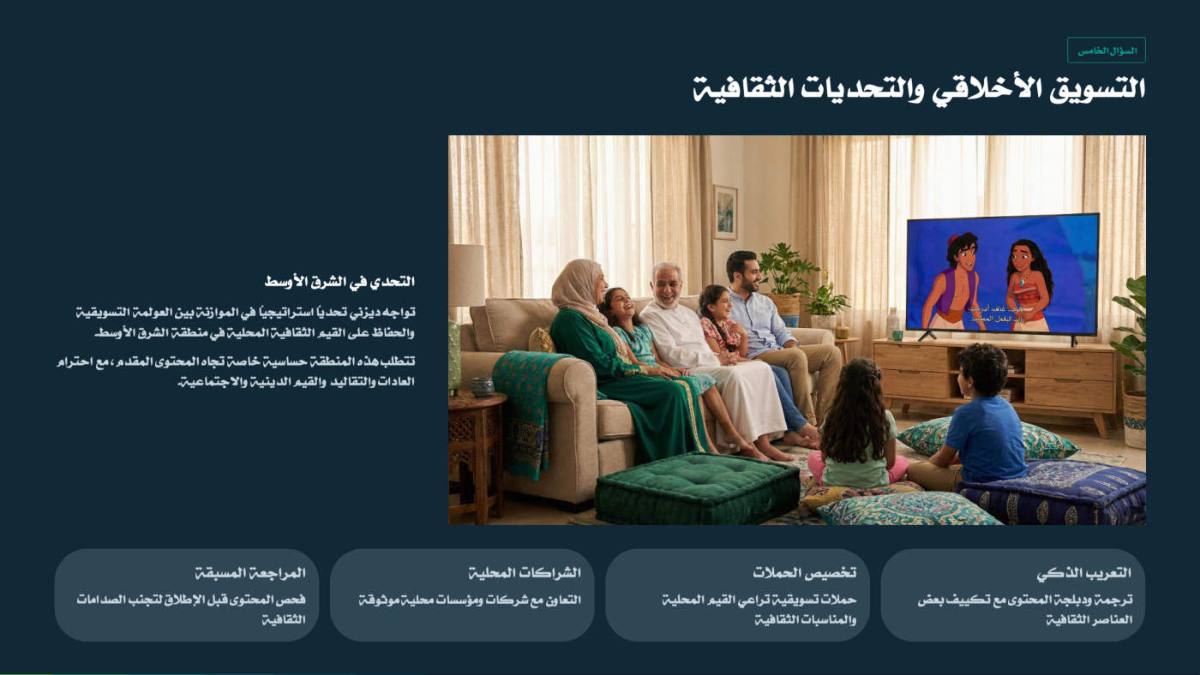 السؤال الخامس
التسويق الأخلاقي والتحديات الثقافية
التحدي في الشرق الأوسط
تواجه ديزني تحديًا استراتيجيًا في الموازنة بين العولمة التسويقية
والحفاظ على القيم الثقافية المحلية في منطقة الشرق الأوسط.
تتطلب هذه المنطقة حساسية خاصة تجاه المحتوى المقدم، مع احترام
العادات والتقاليد والقيم الدينية والاجتماعية.
التعريب الذكي
ترجمة ودبلجة المحتوى مع تكييف بعض
العناصر الثقافية
تخصيص الحملات
حملات تسويقية تراعي القيم المحلية
والمناسبات الثقافية
الشراكات المحلية
التعاون مع شركات ومؤسسات محلية موثوقة
المراجعة المسبقة
فحص المحتوى قبل الإطلاق لتجنب الصدامات
الثقافية